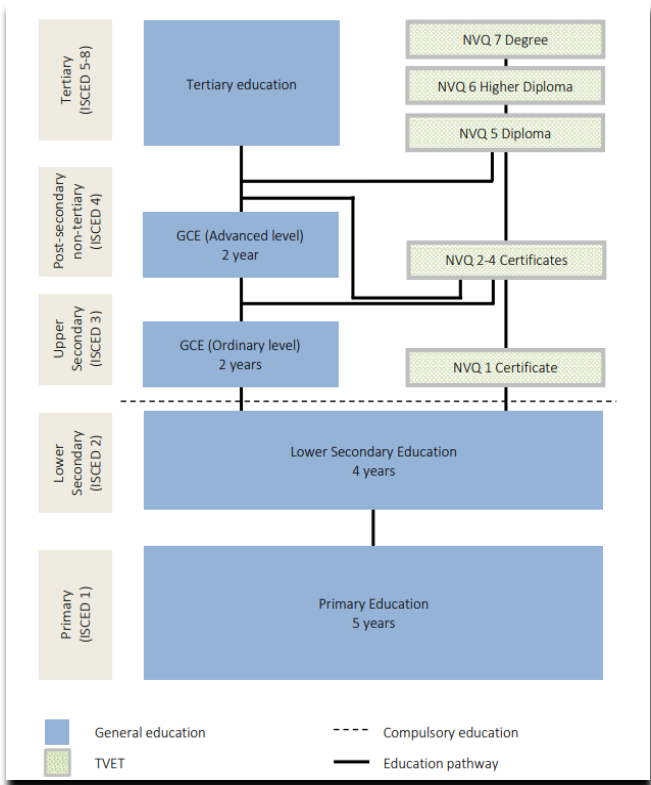 Tertiary
(ISCED 5-8)
Tertiary education
NVQ 7 Degree
NVQ 6 Higher Diploma
NVQ 5 Diploma
Post-secondary
non-tertiary
(ISCED 4)
GCE (Advanced level)
2 year
NVQ 2-4 Certificates
Upper
Secondary
(ISCED 3)
GCE (Ordinary level)
2 years
NVQ 1 Certificate
Lower
Secondary
(ISCED 2)
Lower Secondary Education
4 years
Primary
(ISCED 1)
Primary Education
5 years
General education
Compulsory education
TVET
Education pathway